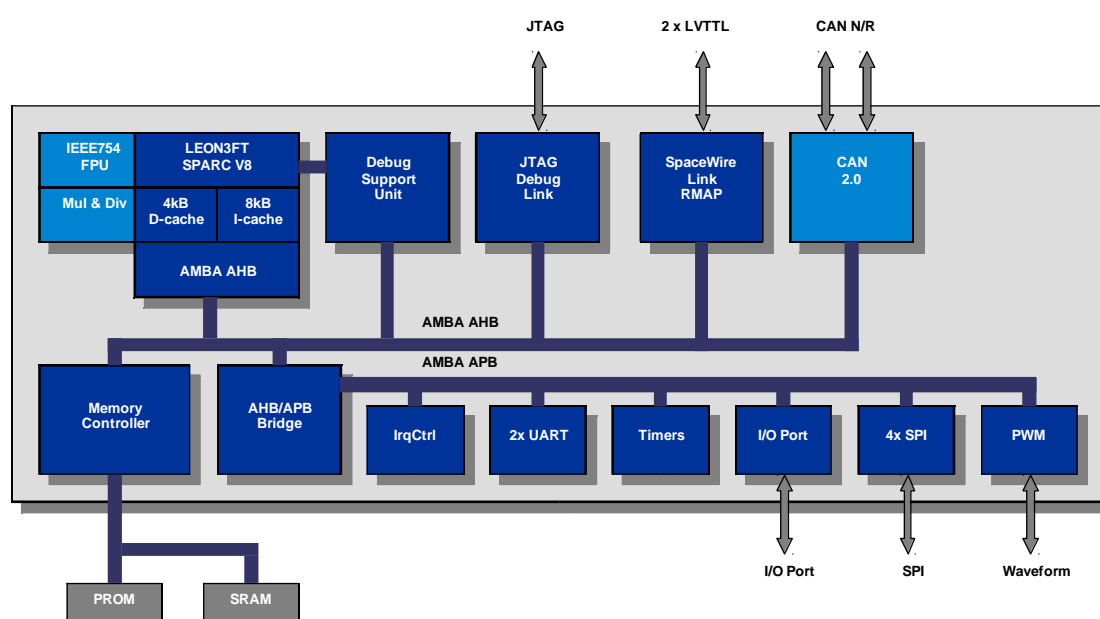 JTAG
2 x LVTTL
CAN N/R
IEEE754
FPU
LEON3FT
SPARC V8
Mul & Div
4kB
D-cache
8kB
I-cache
AMBA AHB
Debug
Support
Unit
JTAG
Debug
Link
SpaceWire
Link
RMAP
CAN
2.0
AMBA AHB
AMBA APB
Memory
Controller
AHB/APB
Bridge
IrqCtrl
2x UART
Timers
I/O Port
4x SPI
PWM
I/O Port
SPI
Waveform
PROM
SRAM